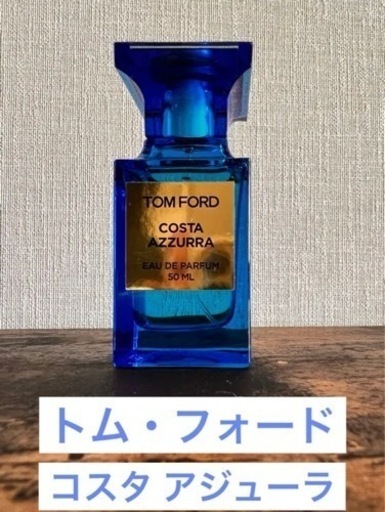 TOM FORD
COSTA
AZZURRA
EAU DE PARFUM
50 ML
トム・フォード
コスタ アジューラ